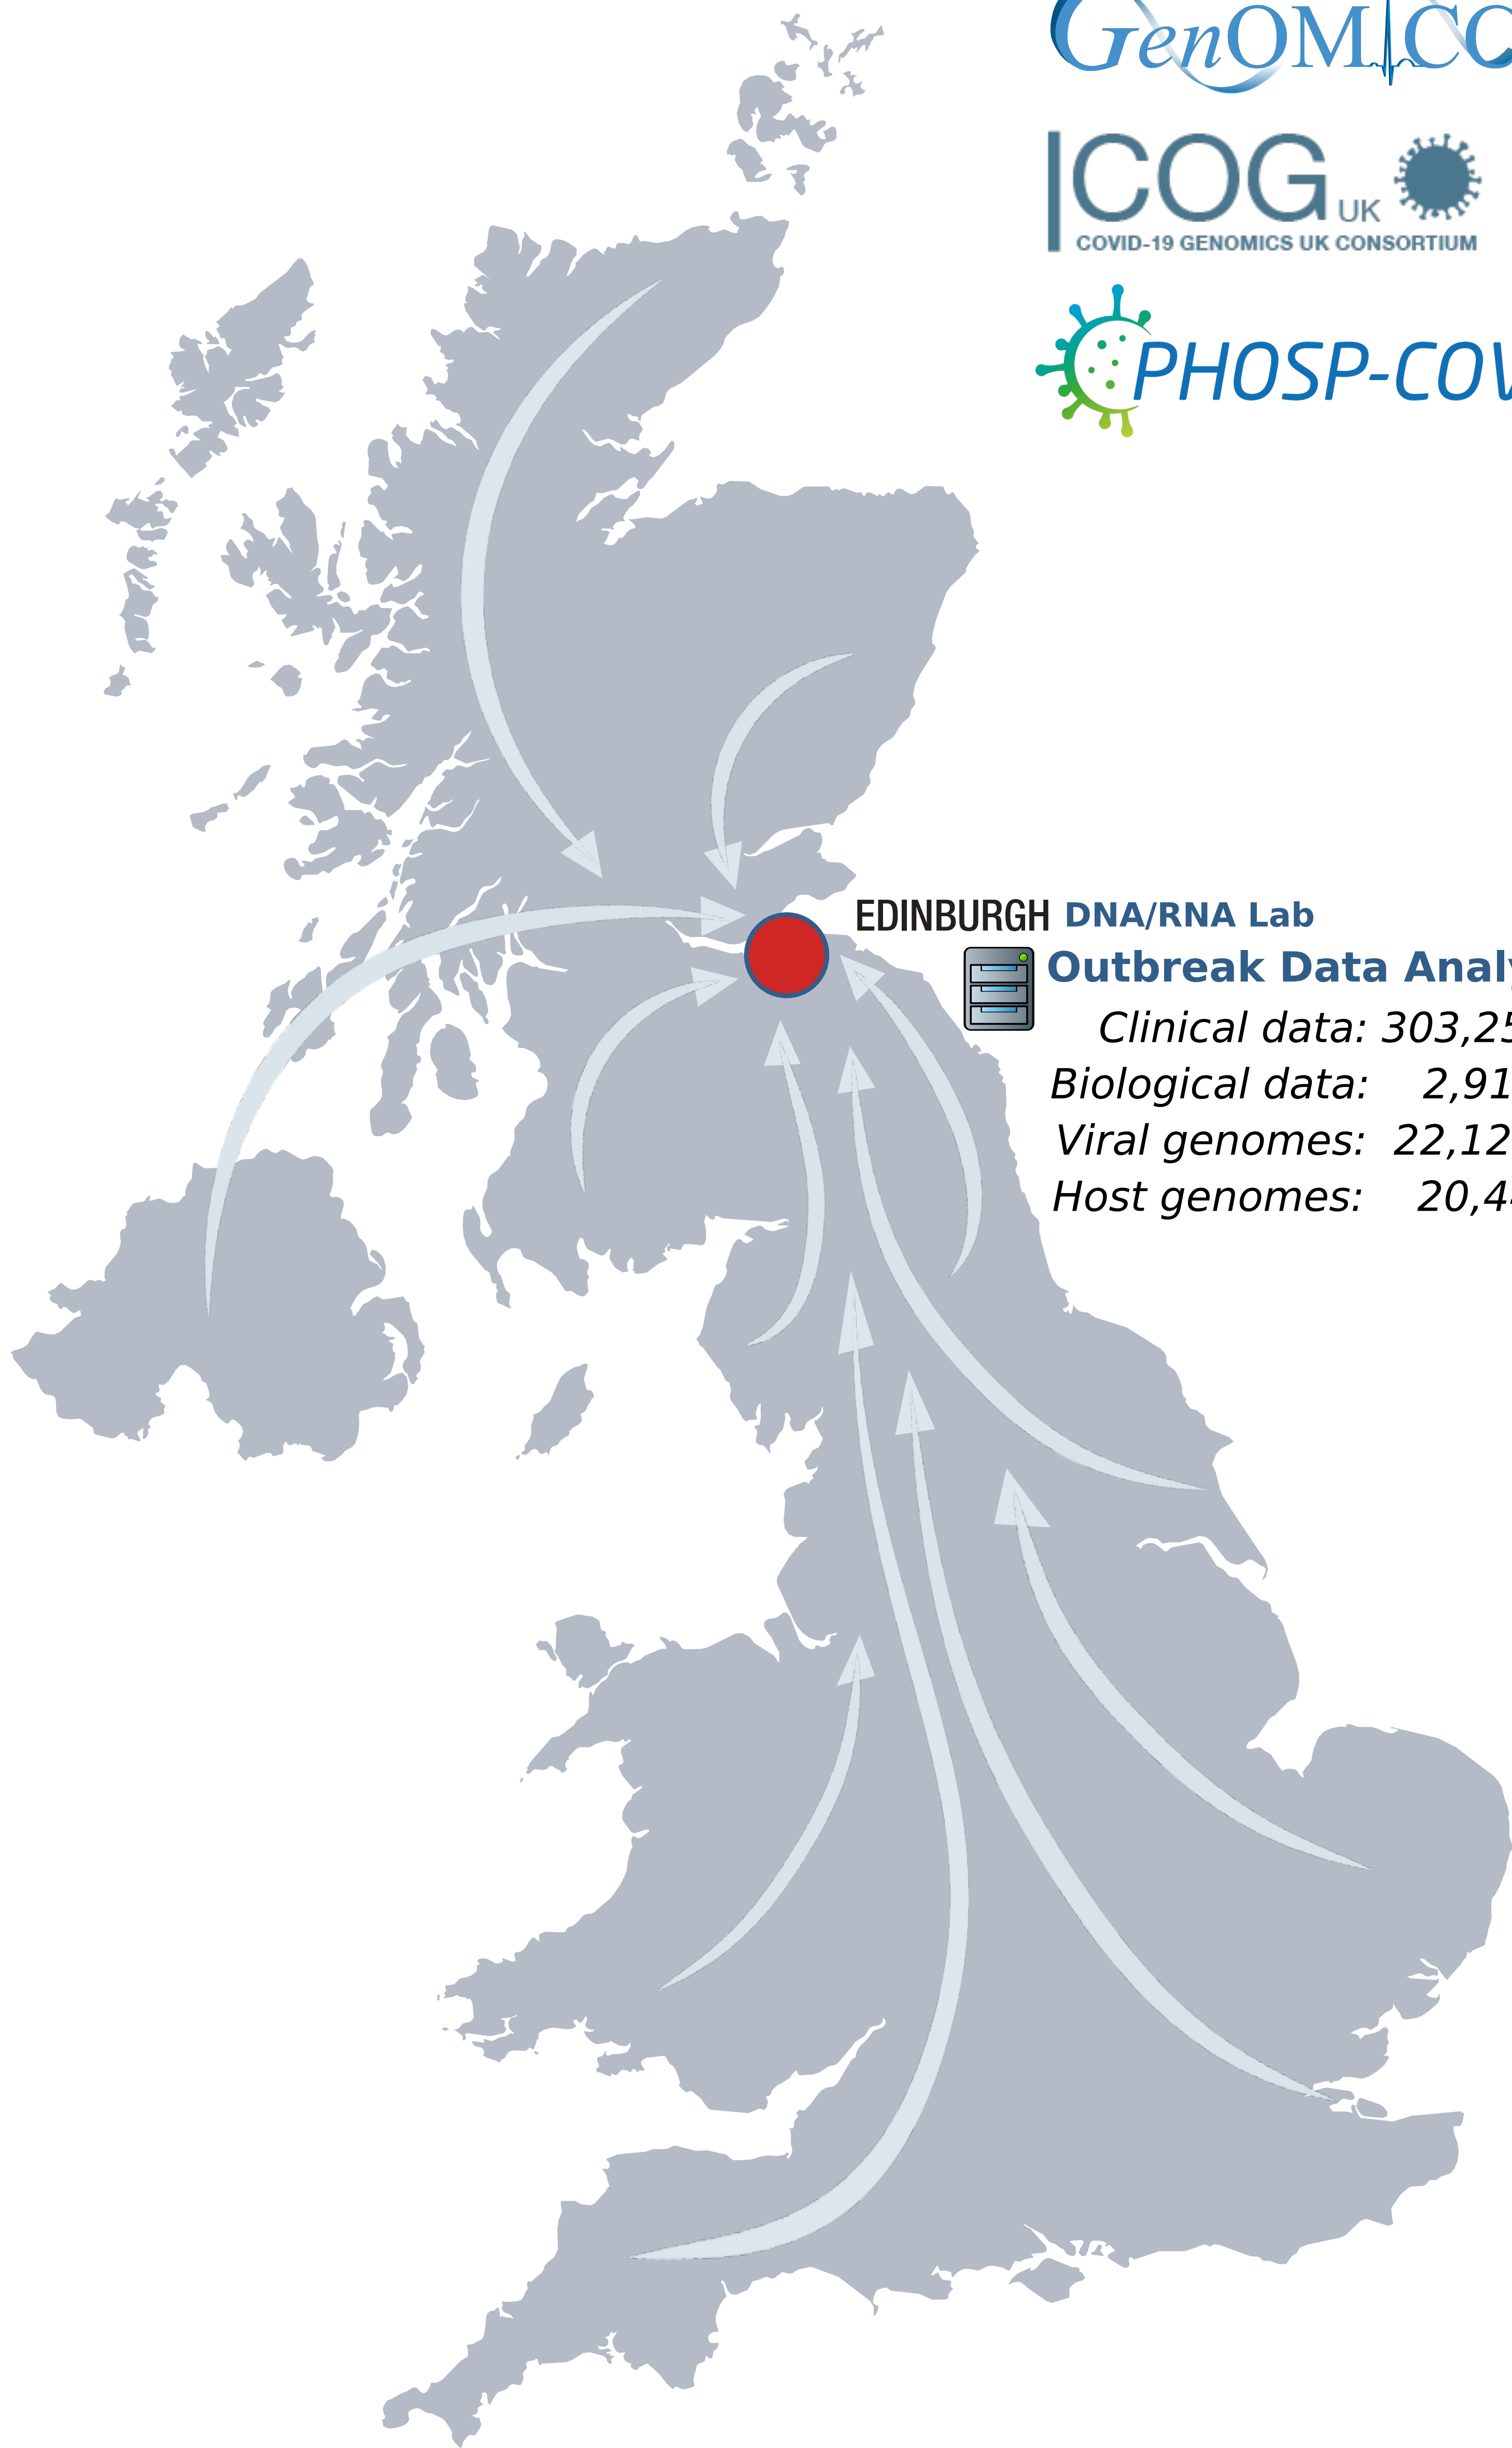 GenOMICC
COG UK
COVID-19 GENOMICS UK CONSORTIUM
PHOSP-COV
EDINBURGH DNA/RNA Lab
Outbreak Data Analy
Clinical data: 303,25
Biological data: 2,91
Viral genomes: 22,12
Host genomes: 20,4